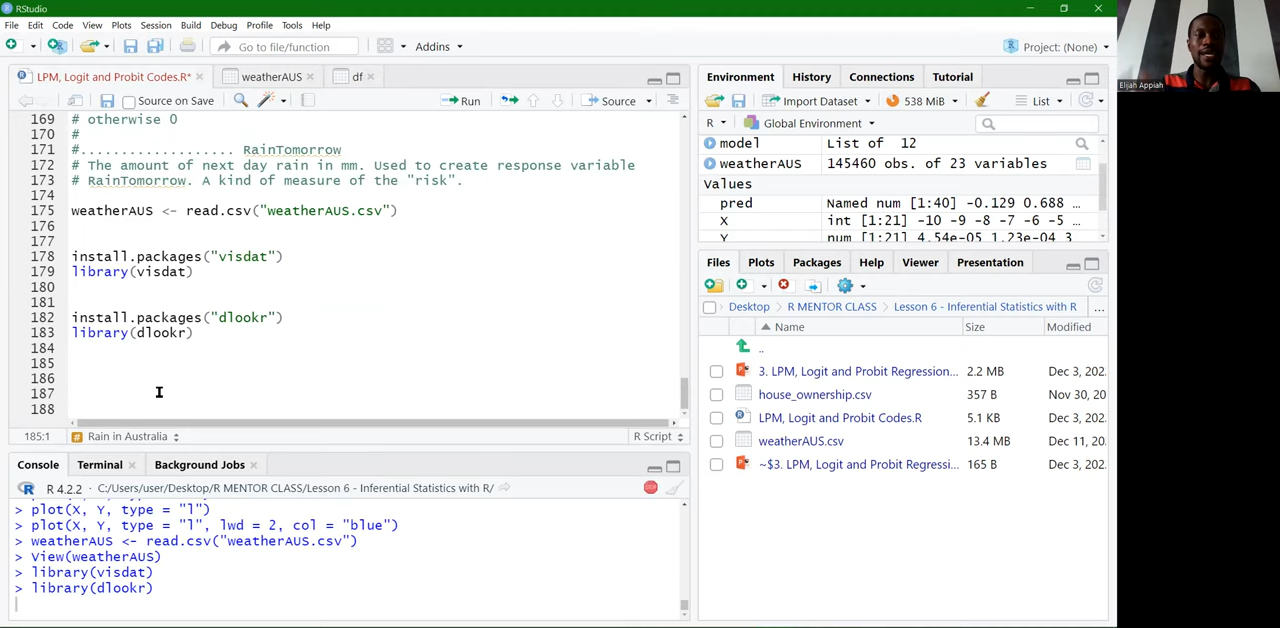 RStudio
File Edit Code View Plots Session Build Debug Profile Tools Help
Go to file/function Addins Project: (None)
LPM, Logit and Probit Codes.R* weatherAUS df
Source on Save Run Source
169 # otherwise 0
170 #
171 #.................. RainTomorrow
172 # The amount of next day rain in mm. Used to create response variable
173 # RainTomorrow. A kind of measure of the "risk".
174
175 weatherAUS <- read.csv("weatherAUS.csv")
176
177
178 install.packages("visdat")
179 library(visdat)
180
181
182 install.packages("dlookr")
183 library(dlookr)
184
185
186
187
188
185:1 # Rain in Australia R Script
Console Terminal Background Jobs
R 4.2.2 · C:/Users/user/Desktop/R MENTOR CLASS/Lesson 6 - Inferential Statistics with R/
STOP
> plot(X, Y, type = "l")
> plot(X, Y, type = "l", lwd = 2, col = "blue")
> weatherAUS <- read.csv("weatherAUS.csv")
> View(weatherAUS)
> library(visdat)
> library(dlookr)
Environment History Connections Tutorial
Import Dataset 538 MiB List
R Global Environment
model List of 12
weatherAUS 145460 obs. of 23 variables
Values
pred Named num [1:40] -0.129 0.688 ...
X int [1:21] -10 -9 -8 -7 -6 -5 ...
Y num [1:21] 4.54e-05 1.23e-04 3
Files Plots Packages Help Viewer Presentation
Desktop R MENTOR CLASS Lesson 6 - Inferential Statistics with R ...
Name Size Modified
..
3. LPM, Logit and Probit Regression... 2.2 MB Dec 3, 202
house_ownership.csv 357 B Nov 30, 20
LPM, Logit and Probit Codes.R 5.1 KB Dec 3, 202
weatherAUS.csv 13.4 MB Dec 11, 20
~$3. LPM, Logit and Probit Regressi... 165 B Dec 3, 202
Elijah Appiah